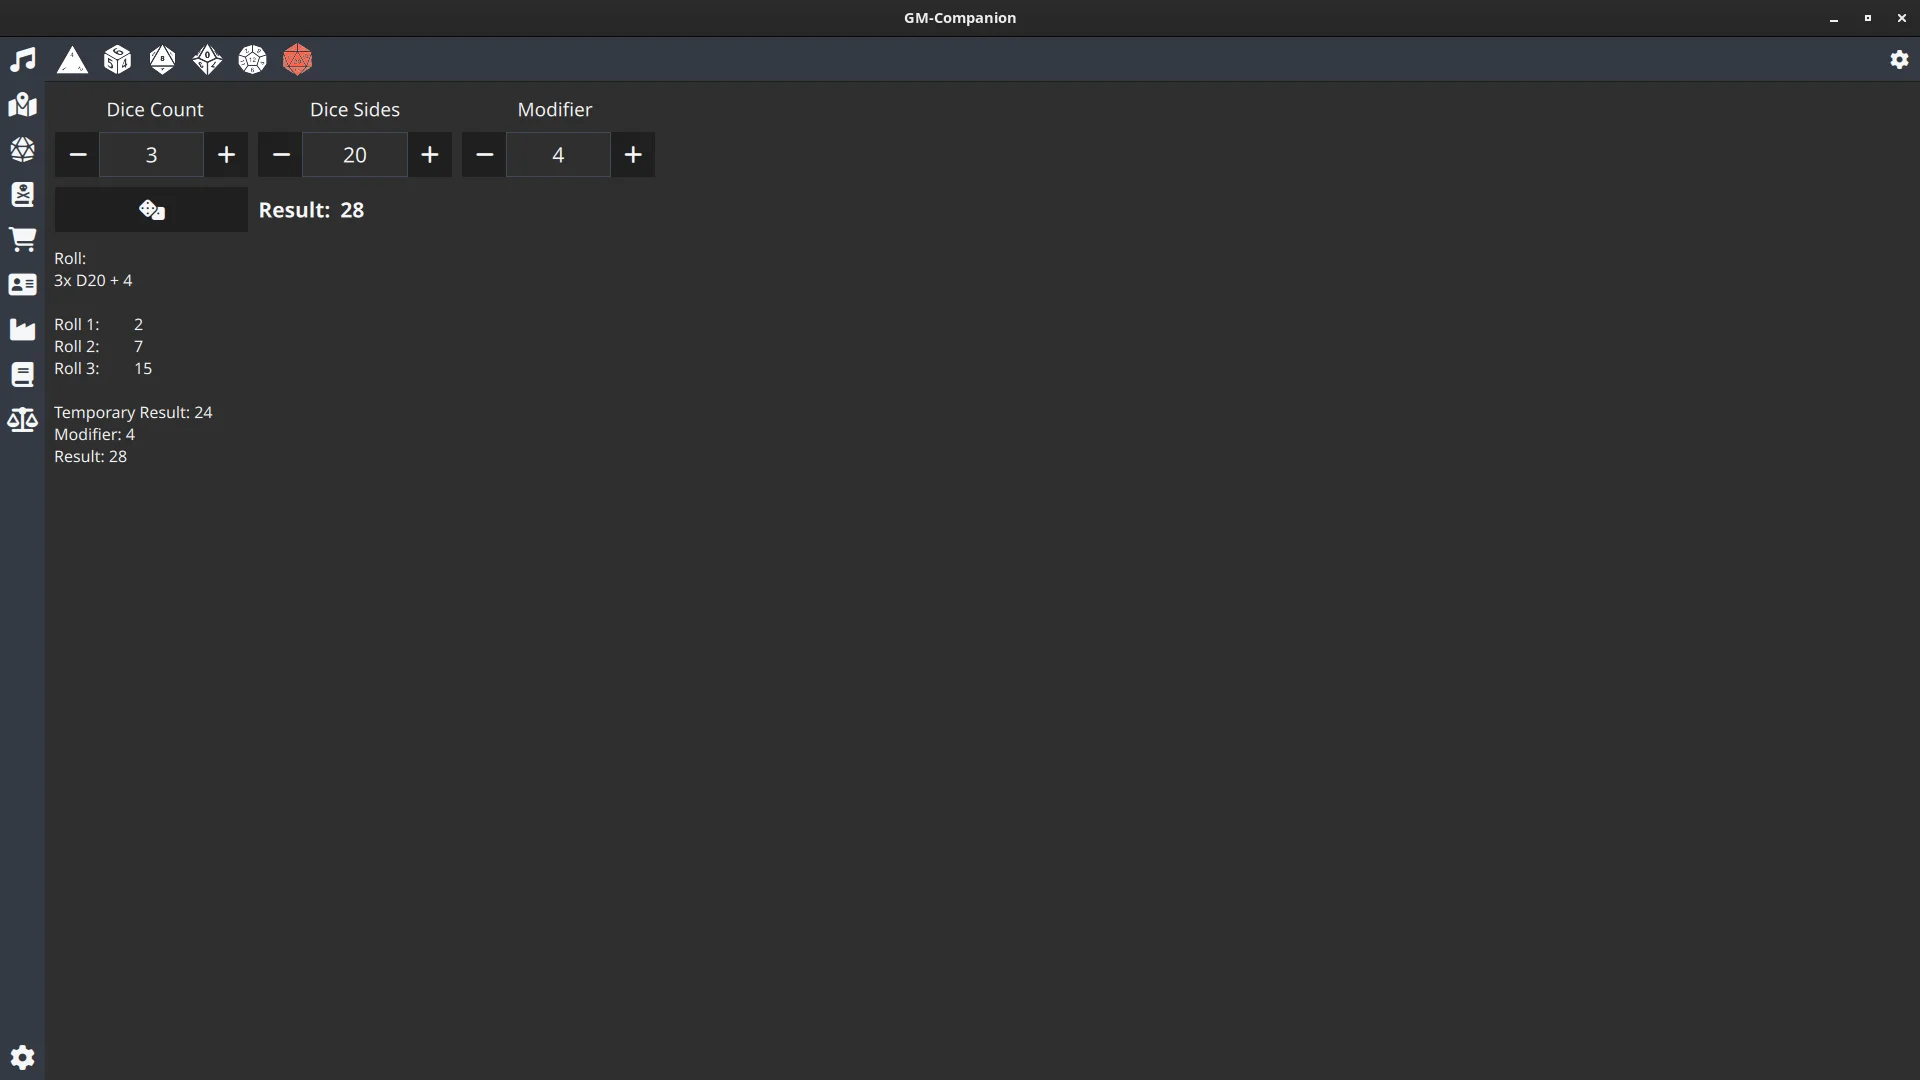 GM-Companion
Dice Count Dice Sides Modifier
3 20 4
Result: 28
Roll:
3x D20 + 4
Roll 1: 2
Roll 2: 7
Roll 3: 15
Temporary Result: 24
Modifier: 4
Result: 28